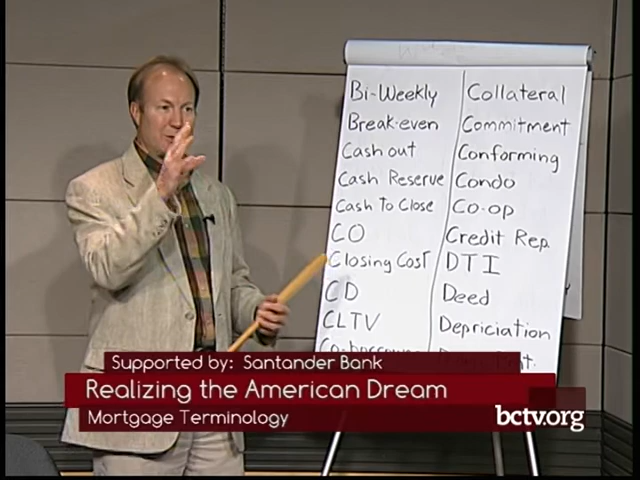 Bi-Weekly
Break-even
Cash out
Cash Reserve
Cash To Close
CO
Closing Cost
CD
CLTV
Co-borrower
Collateral
Commitment
Conforming
Condo
Co-op
Credit Rep.
DTI
Deed
Depriciation
Supported by: Santander Bank
Realizing the American Dream
Mortgage Terminology
bctv.org